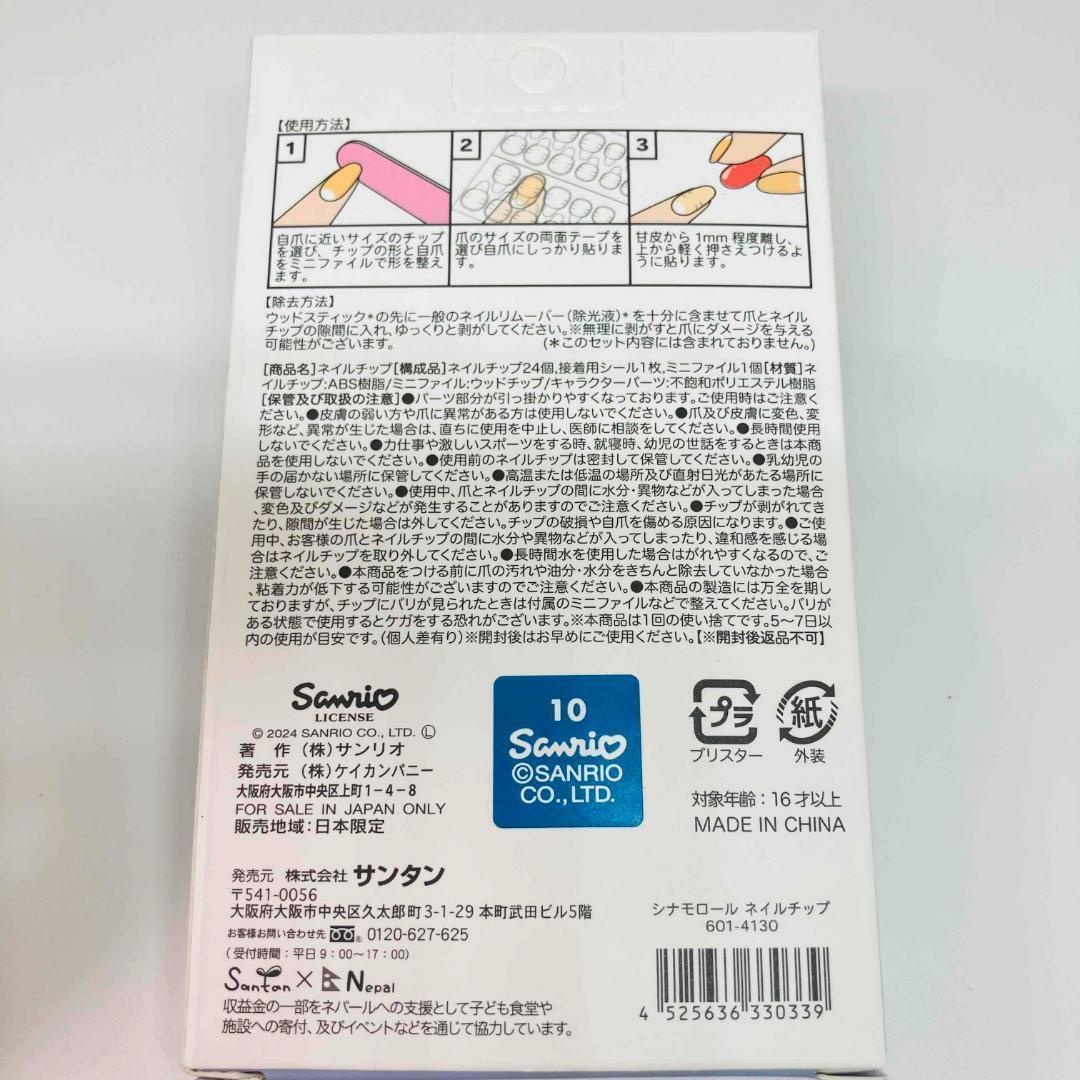 【使用方法】
1
2
3
自爪に近いサイズのチップ
を選び、チップの形と自爪
をミニファイルで形を整え
ます。
爪のサイズの両面テープを
選び自爪にしっかり貼りま
す。
甘皮から1mm程度離し、
上から軽く押さえつけるよ
うに貼ります。
【除去方法】
ウッドスティック*の先に一般のネイルリムーバー(除光液)*を十分に含ませて爪とネイル
チップの隙間に入れ、ゆっくりと剥がしてください。※無理に剥がすと爪にダメージを与える
可能性がございます。 (*このセット内容には含まれておりません。)
[商品名]ネイルチップ[構成品]ネイルチップ24個,接着用シール1枚,ミニファイル1個[材質]ネ
イルチップ:ABS樹脂/ミニファイル:ウッドチップ/キャラクターパーツ:不飽和ポリエステル樹脂
[保管及び取扱の注意]●パーツ部分が引っ掛かりやすくなっております。ご使用時はご注意く
ださい。●皮膚の弱い方や爪に異常がある方は使用しないでください。●爪及び皮膚に変色、変
形など、異常が生じた場合は、直ちに使用を中止し、医師に相談をしてください。●長時間使用
しないでください。●力仕事や激しいスポーツをする時、就寝時、幼児の世話をするときは本商
品を使用しないでください。●使用前のネイルチップは密封して保管してください。●乳幼児の
手の届かない場所に保管してください。●高温または低温の場所及び直射日光があたる場所に
保管しないでください。●使用中、爪とネイルチップの間に水分・異物などが入ってしまった場合
、変色及びダメージなどが発生することがありますのでご注意ください。●チップが剥がれてき
たり、隙間が生じた場合は外してください。チップの破損や自爪を傷める原因になります。●ご使
用中、お客様の爪とネイルチップの間に水分や異物などが入ってしまったり、違和感を感じる場
合はネイルチップを取り外してください。●長時間水を使用した場合はがれやすくなるので、ご
注意ください。●本商品をつける前に爪の汚れや油分・水分をきちんと除去していなかった場合
、粘着力が低下する可能性がございますのでご注意ください。●本商品の製造には万全を期し
ておりますが、チップにバリが見られたときは付属のミニファイルなどで整えてください。バリが
ある状態で使用するとケガをする恐れがございます。※本商品は1回の使い捨てです。5～7日以
内の使用が目安です。(個人差有り)※開封後はお早めにご使用ください。【※開封後返品不可】
Sanrio
LICENSE
© 2024 SANRIO CO., LTD. Ⓛ
著 作 (株)サンリオ
発売元 (株)ケイカンパニー
大阪府大阪市中央区上町1-4-8
FOR SALE IN JAPAN ONLY
販売地域:日本限定
10
Sanrio
©SANRIO
CO.,LTD.
プラ
ブリスター
紙
外装
対象年齢:16才以上
MADE IN CHINA
発売元 株式会社 サンタン
〒541-0056
大阪府大阪市中央区久太郎町3-1-29 本町武田ビル5階
お客様お問い合わせ先 0120-627-625
(受付時間:平日9:00～17:00)
Santan × Nepal
収益金の一部をネパールへの支援として子ども食堂や
施設への寄付、及びイベントなどを通じて協力しています。
シナモロール ネイルチップ
601-4130
4 525636 330339